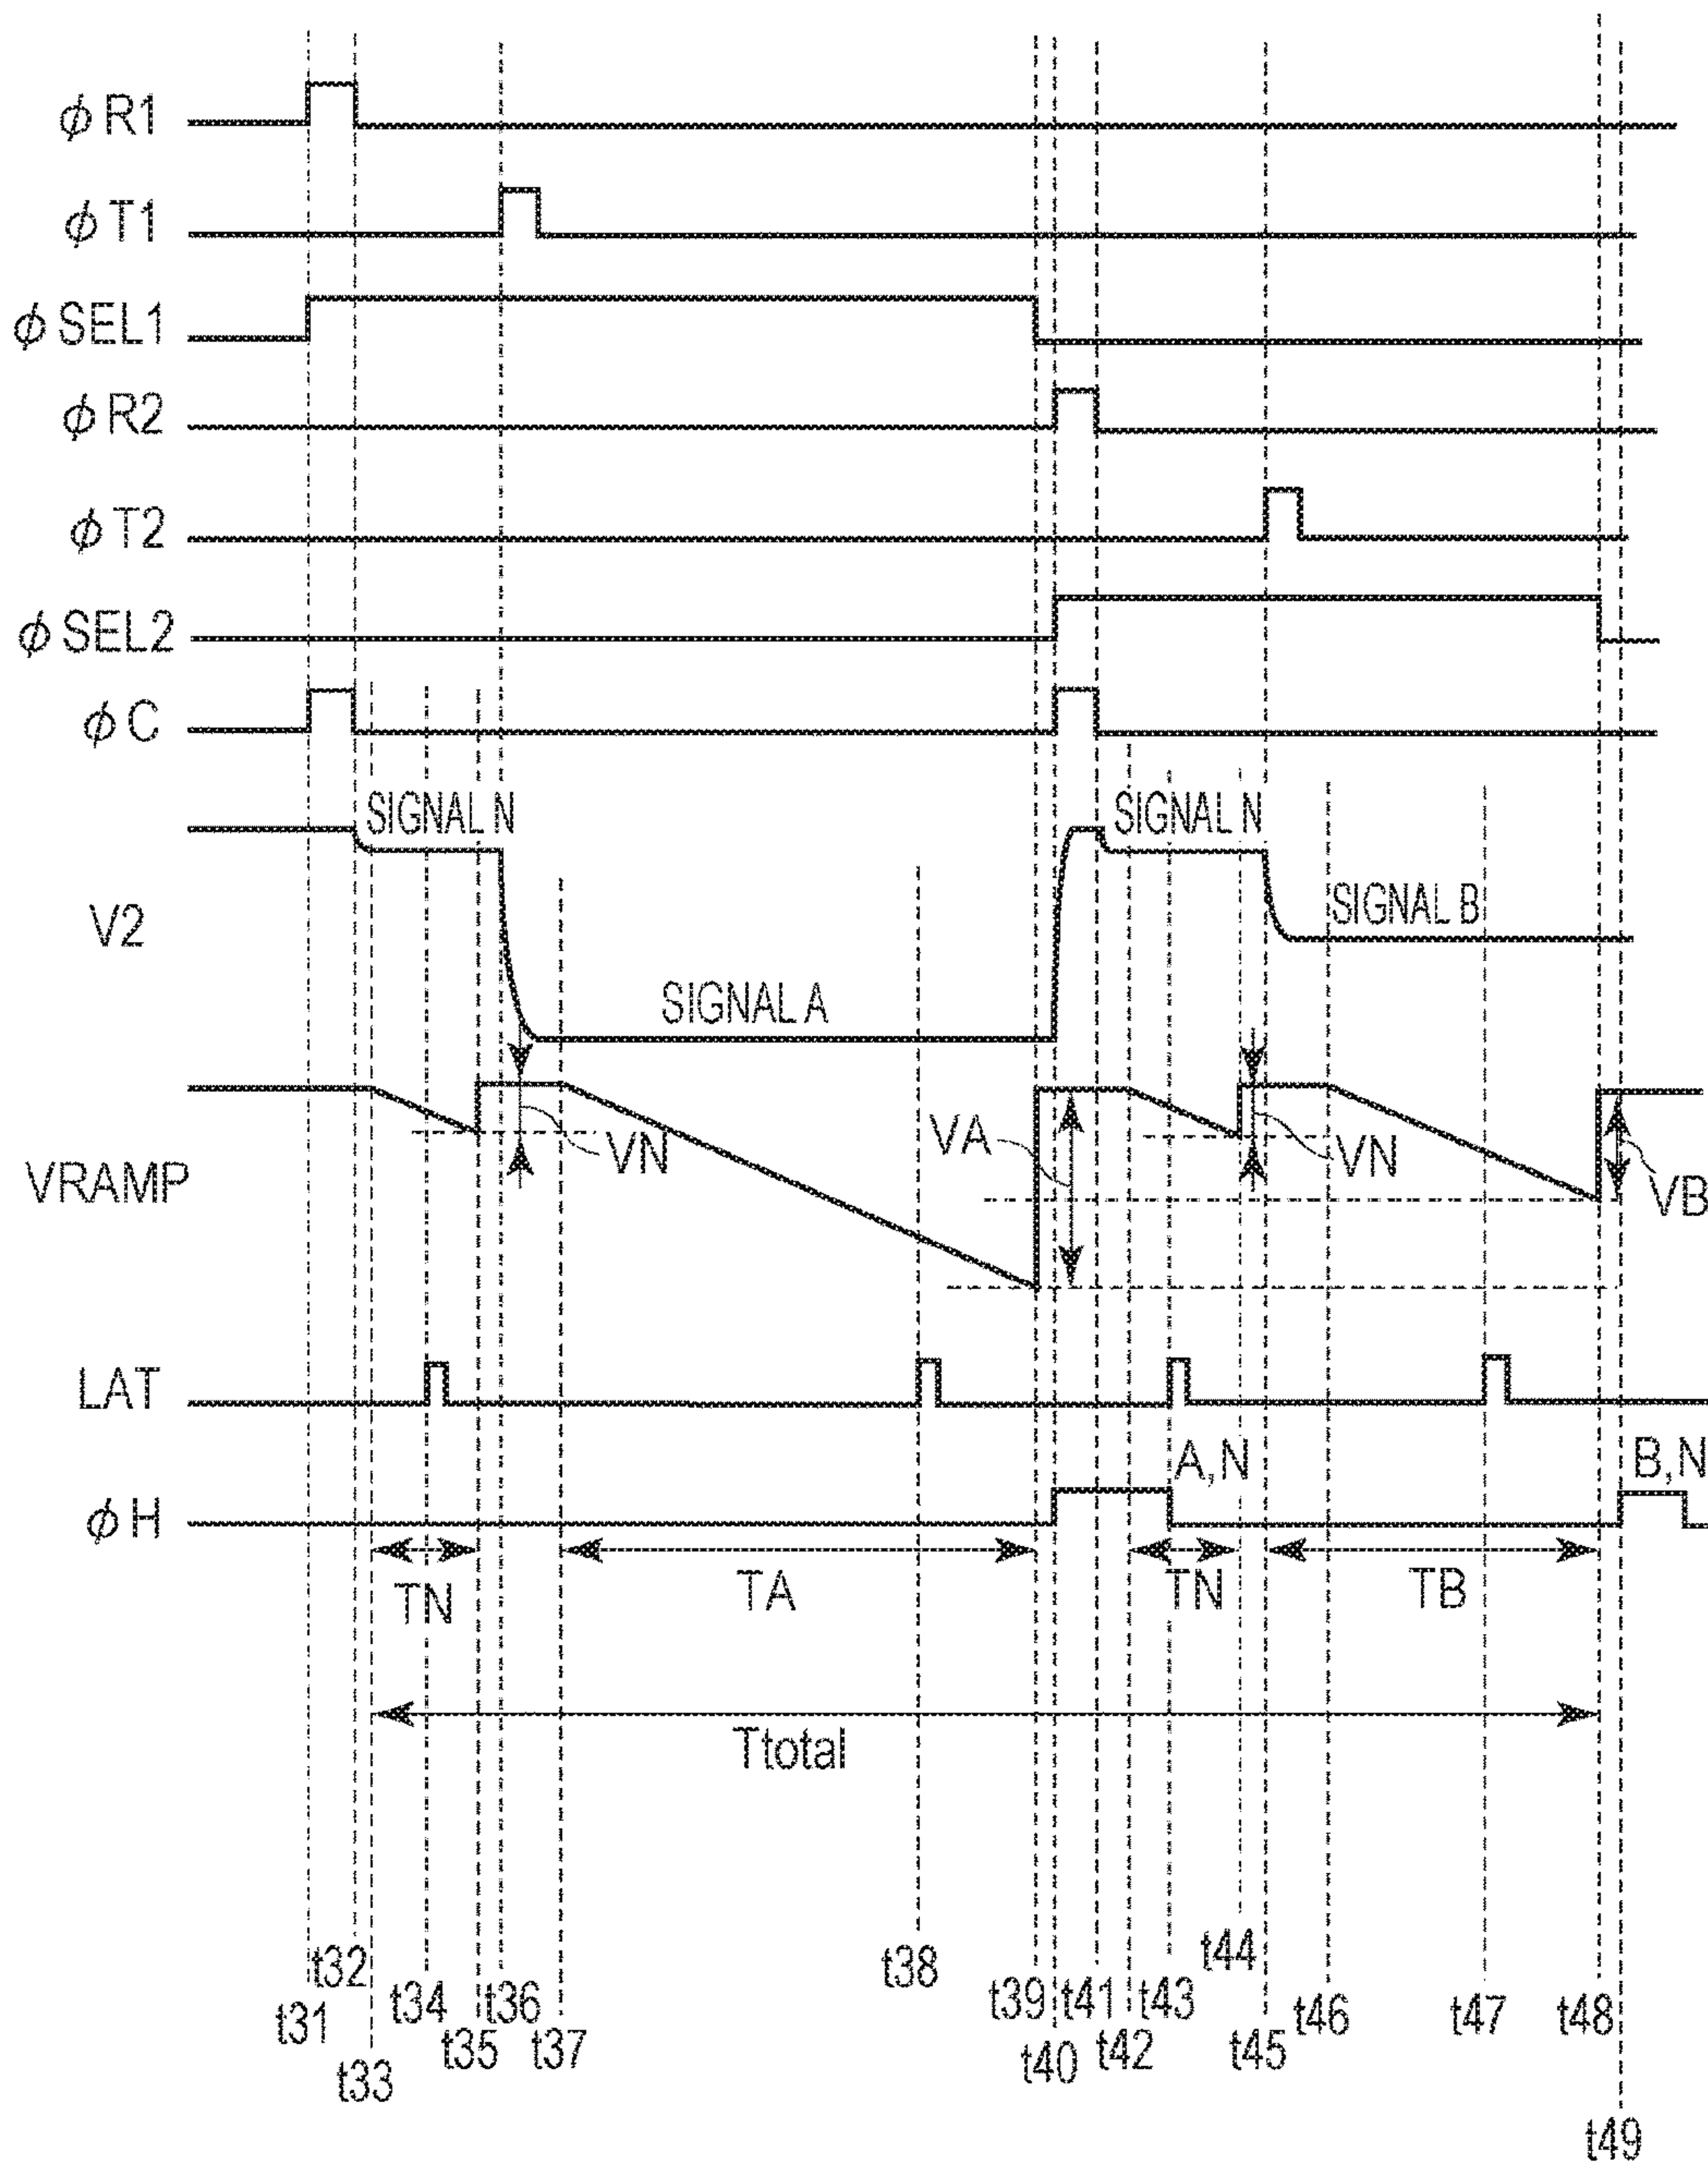 ϕR1
ϕT1
ϕSEL1
ϕR2
ϕT2
ϕSEL2
ϕC
SIGNAL N
SIGNAL N
V2
SIGNAL B
SIGNAL A
VN
VA
VN
VRAMP
VB
LAT
A,N
B,N
ϕH
TN
TA
TN
TB
Ttotal
t31
t32
t33
t34
t35
t36
t37
t38
t39
t40
t41
t42
t43
t44
t45
t46
t47
t48
t49